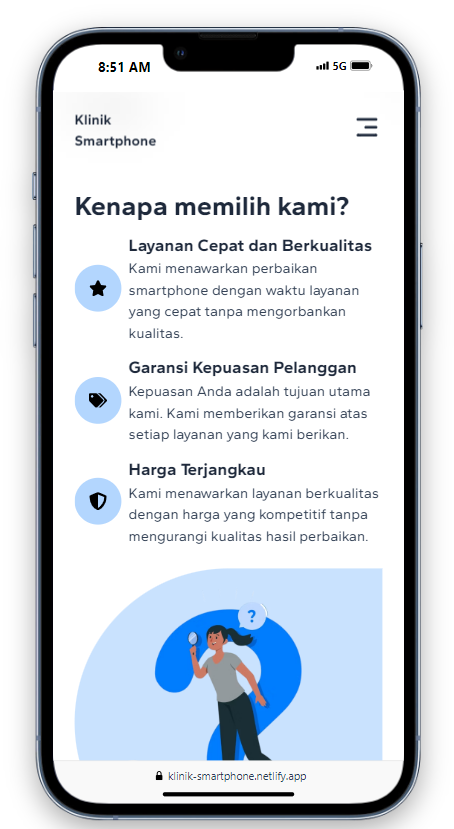 8:51 AM
5G
Klinik
Smartphone
Kenapa memilih kami?
Layanan Cepat dan Berkualitas
Kami menawarkan perbaikan
smartphone dengan waktu layanan
yang cepat tanpa mengorbankan
kualitas.
Garansi Kepuasan Pelanggan
Kepuasan Anda adalah tujuan utama
kami. Kami memberikan garansi atas
setiap layanan yang kami berikan.
Harga Terjangkau
Kami menawarkan layanan berkualitas
dengan harga yang kompetitif tanpa
mengurangi kualitas hasil perbaikan.
?
klinik-smartphone.netlify.app